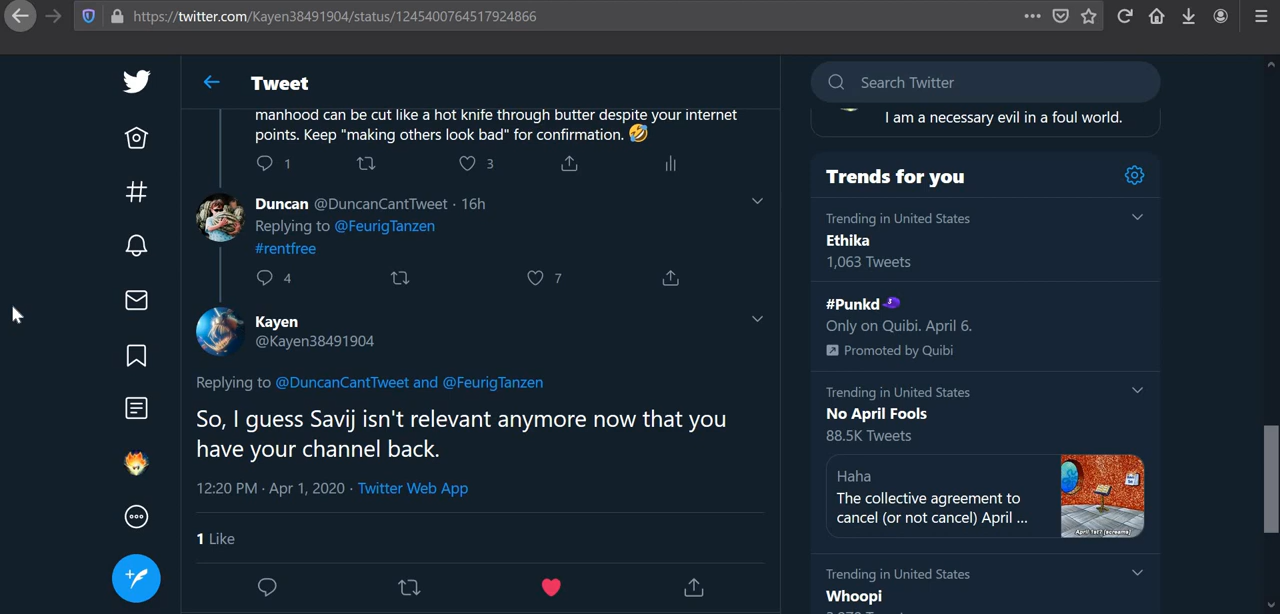 https://twitter.com/Kayen38491904/status/1245400764517924866
Tweet
manhood can be cut like a hot knife through butter despite your internet
points. Keep "making others look bad" for confirmation. 🤣
1 3
Duncan @DuncanCantTweet · 16h
Replying to @FeurigTanzen
#rentfree
4 7
Kayen
@Kayen38491904
Replying to @DuncanCantTweet and @FeurigTanzen
So, I guess Savij isn't relevant anymore now that you
have your channel back.
12:20 PM · Apr 1, 2020 · Twitter Web App
1 Like
Search Twitter
I am a necessary evil in a foul world.
Trends for you
Trending in United States
Ethika
1,063 Tweets
#Punkd
Only on Quibi. April 6.
Promoted by Quibi
Trending in United States
No April Fools
88.5K Tweets
Haha
The collective agreement to
cancel (or not cancel) April ...
April 1st? (screams)
Trending in United States
Whoopi